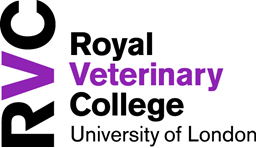 RVC
Royal
Veterinary
College
University of London